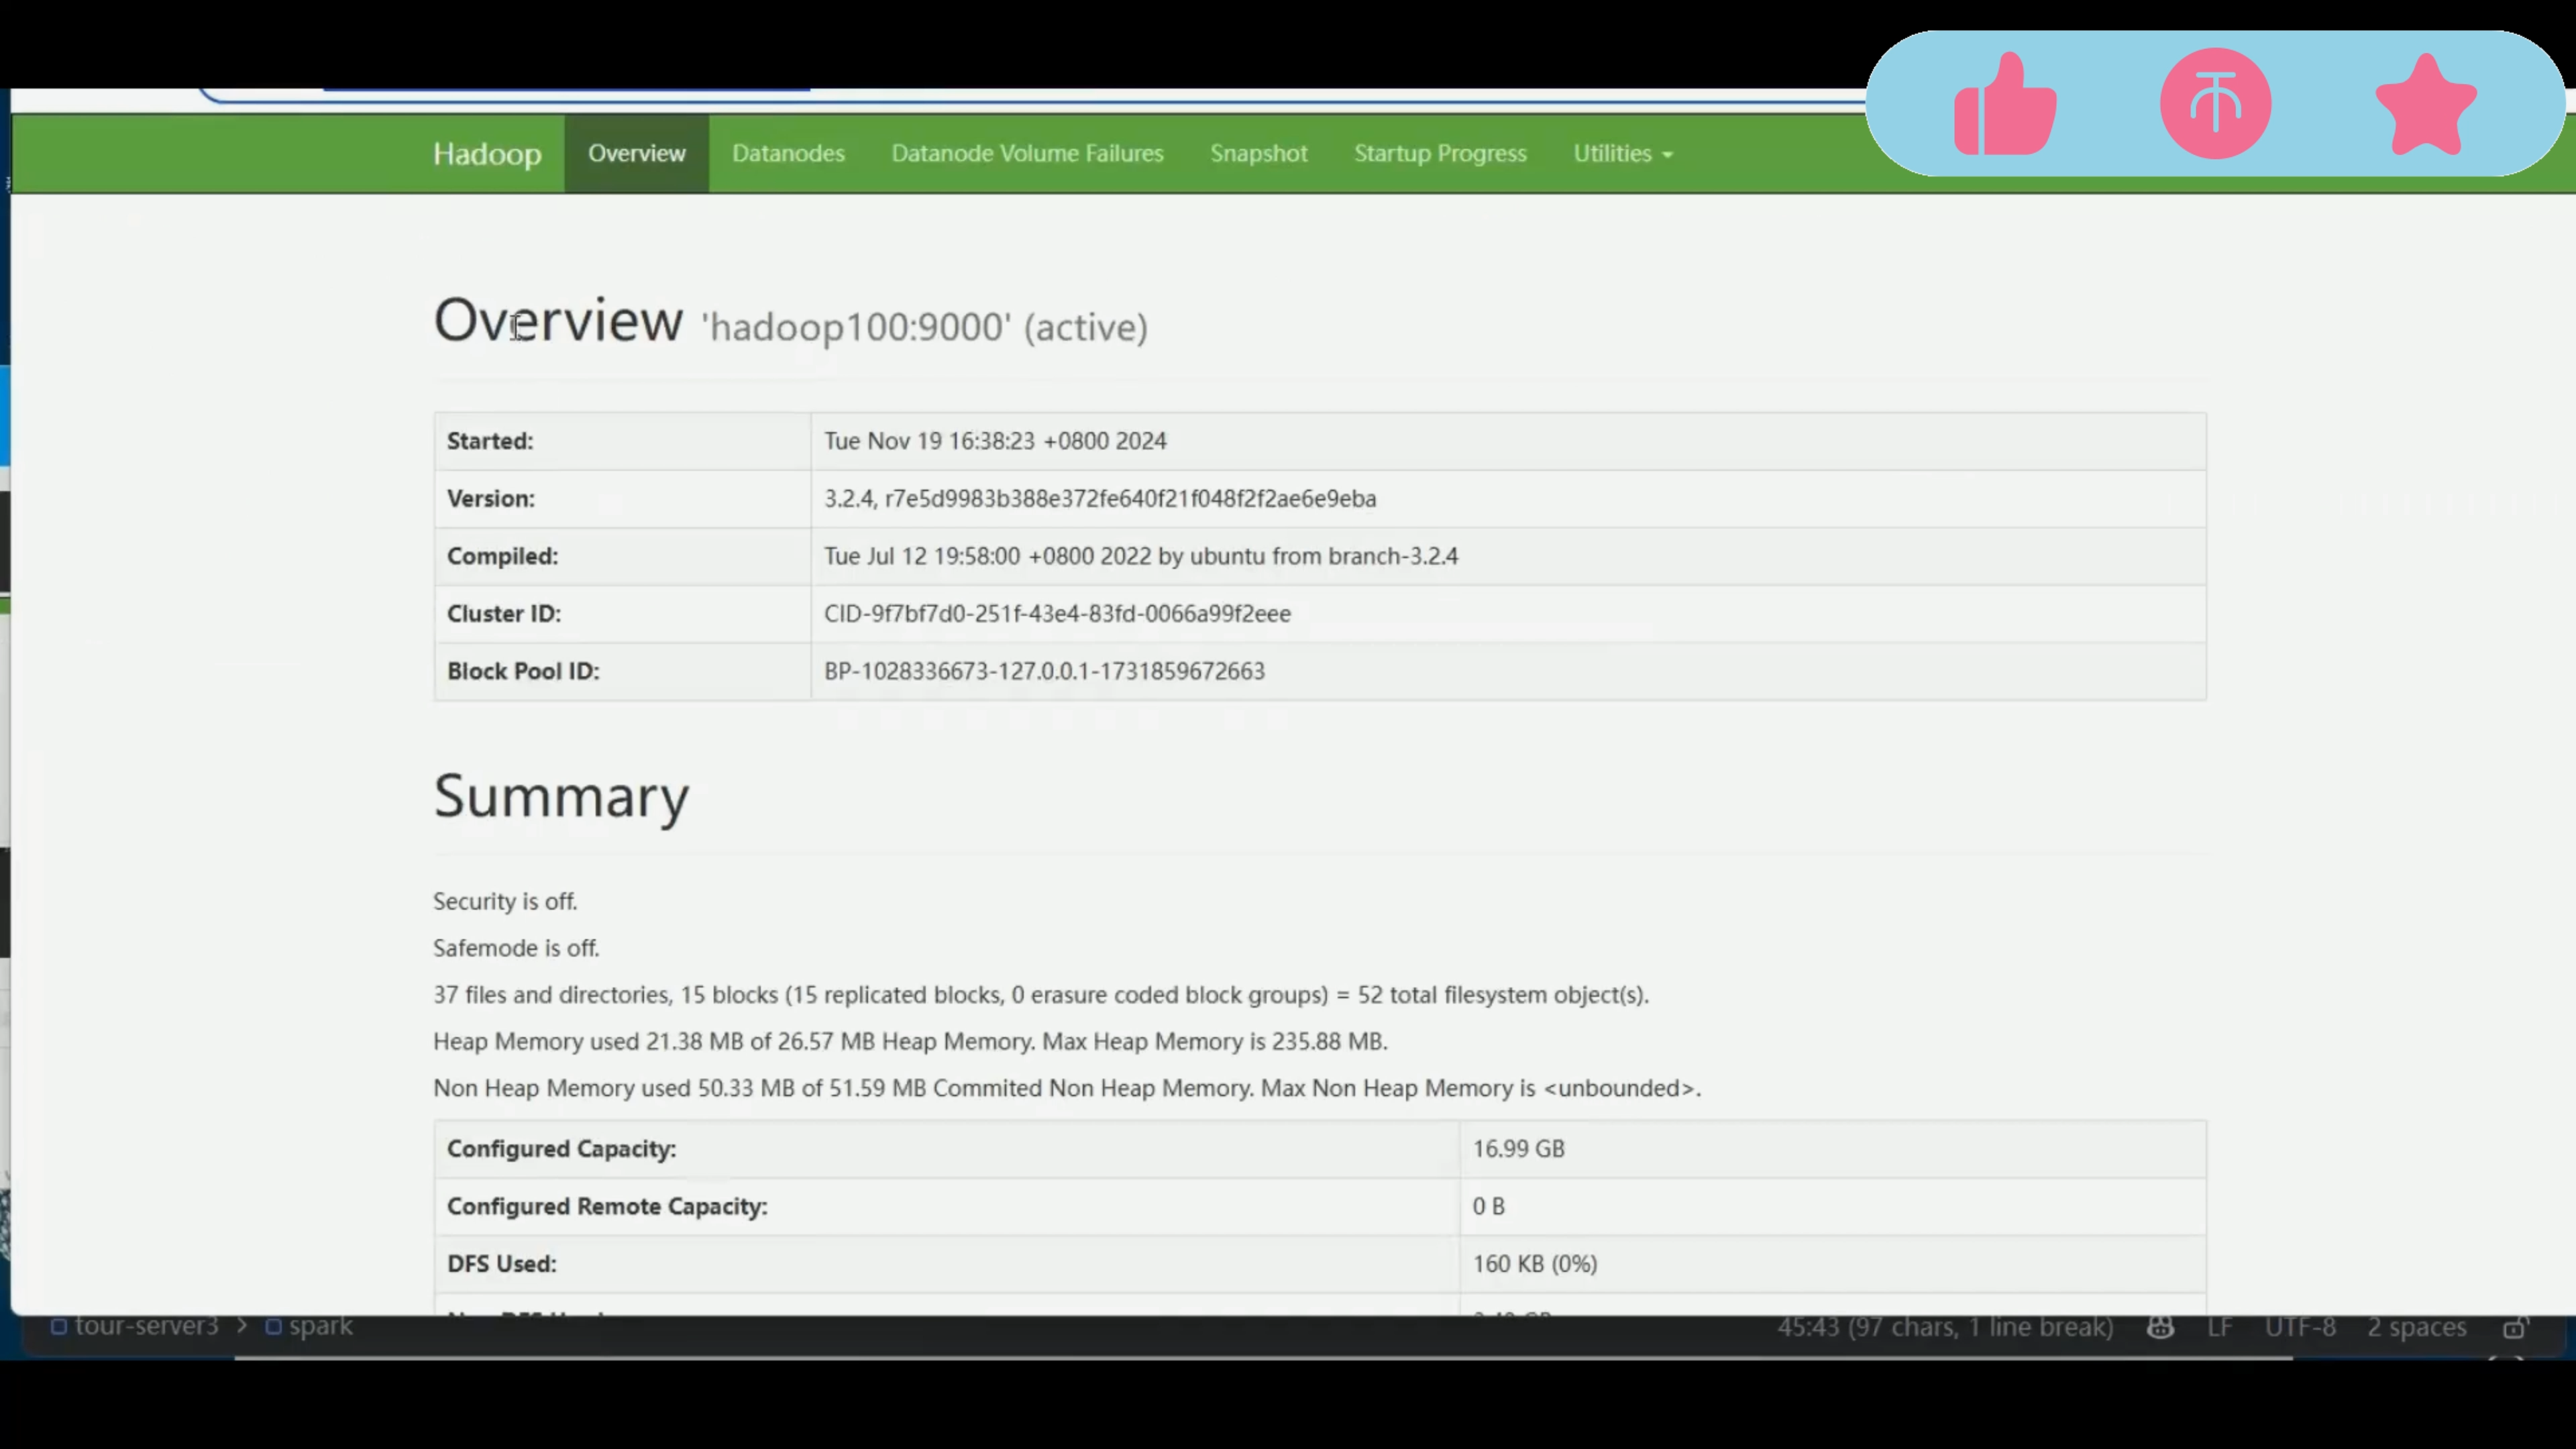 Hadoop Overview Datanodes Datanode Volume Failures Snapshot Startup Progress Utilities
Overview 'hadoop100:9000' (active)
Started: Tue Nov 19 16:38:23 +0800 2024
Version: 3.2.4, r7e5d9983b388e372fe640f21f048f2f2ae6e9eba
Compiled: Tue Jul 12 19:58:00 +0800 2022 by ubuntu from branch-3.2.4
Cluster ID: CID-9f7bf7d0-251f-43e4-83fd-0066a99f2eee
Block Pool ID: BP-1028336673-127.0.0.1-1731859672663
Summary
Security is off.
Safemode is off.
37 files and directories, 15 blocks (15 replicated blocks, 0 erasure coded block groups) = 52 total filesystem object(s).
Heap Memory used 21.38 MB of 26.57 MB Heap Memory. Max Heap Memory is 235.88 MB.
Non Heap Memory used 50.33 MB of 51.59 MB Commited Non Heap Memory. Max Non Heap Memory is <unbounded>.
Configured Capacity: 16.99 GB
Configured Remote Capacity: 0 B
DFS Used: 160 KB (0%)
tour-server3 > spark 45:43 (97 chars, 1 line break) LF UTF-8 2 spaces